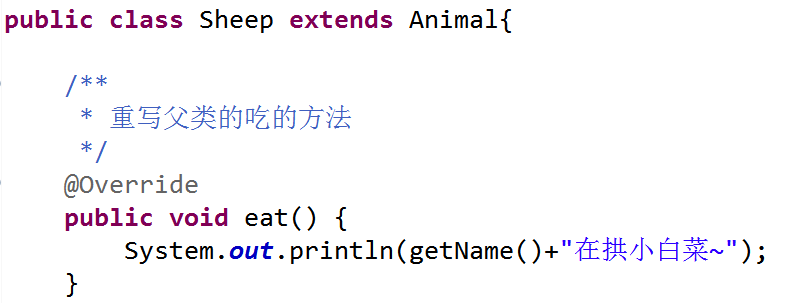 public class Sheep extends Animal{
/**
* 重写父类的吃的方法
*/
@Override
public void eat() {
System.out.println(getName()+"在拱小白菜~");
}